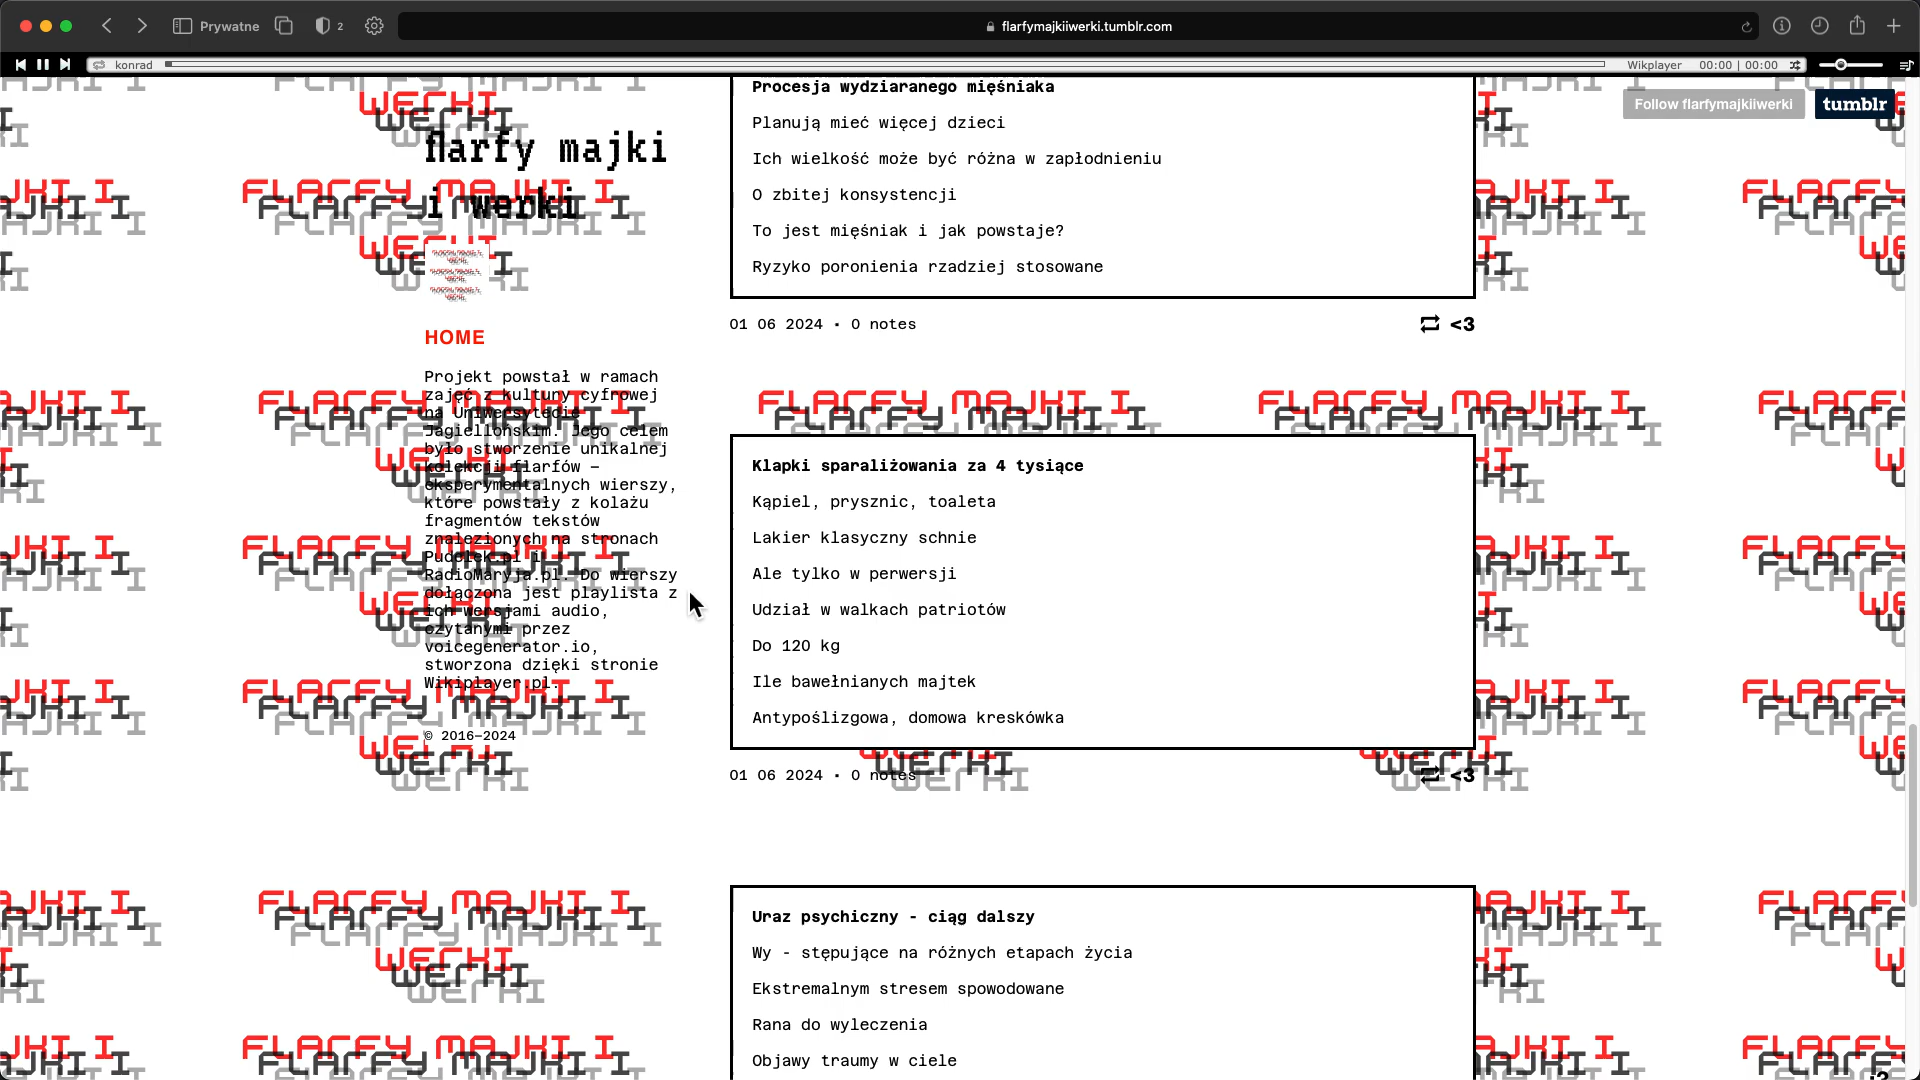 Prywatne
2
flarfymajkiiwerki.tumblr.com
konrad
Wikplayer 00:00 | 00:00
Follow flarfymajkiiwerki
tumblr
flarfy majki
i werki
HOME
Projekt powstał w ramach
zajęć z kultury cyfrowej
na Uniwersytecie
Jagiellońskim. Jego celem
było stworzenie unikalnej
kolekcji flarfów –
eksperymentalnych wierszy,
które powstały z kolażu
fragmentów tekstów
znalezionych na stronach
Pudelek.pl i
RadioMaryja.pl. Do wierszy
dołączona jest playlista z
ich wersjami audio,
czytanymi przez
voicegenerator.io,
stworzona dzięki stronie
Wikiplayer.pl.
© 2016–2024
Procesja wydziaranego mięśniaka
Planują mieć więcej dzieci
Ich wielkość może być różna w zapłodnieniu
O zbitej konsystencji
To jest mięśniak i jak powstaje?
Ryzyko poronienia rzadziej stosowane
01 06 2024 • 0 notes
<3
Klapki sparaliżowania za 4 tysiące
Kąpiel, prysznic, toaleta
Lakier klasyczny schnie
Ale tylko w perwersji
Udział w walkach patriotów
Do 120 kg
Ile bawełnianych majtek
Antypoślizgowa, domowa kreskówka
01 06 2024 • 0 notes
<3
Uraz psychiczny - ciąg dalszy
Wy - stępujące na różnych etapach życia
Ekstremalnym stresem spowodowane
Rana do wyleczenia
Objawy traumy w ciele
FLARFY MAJKI I
WERKI